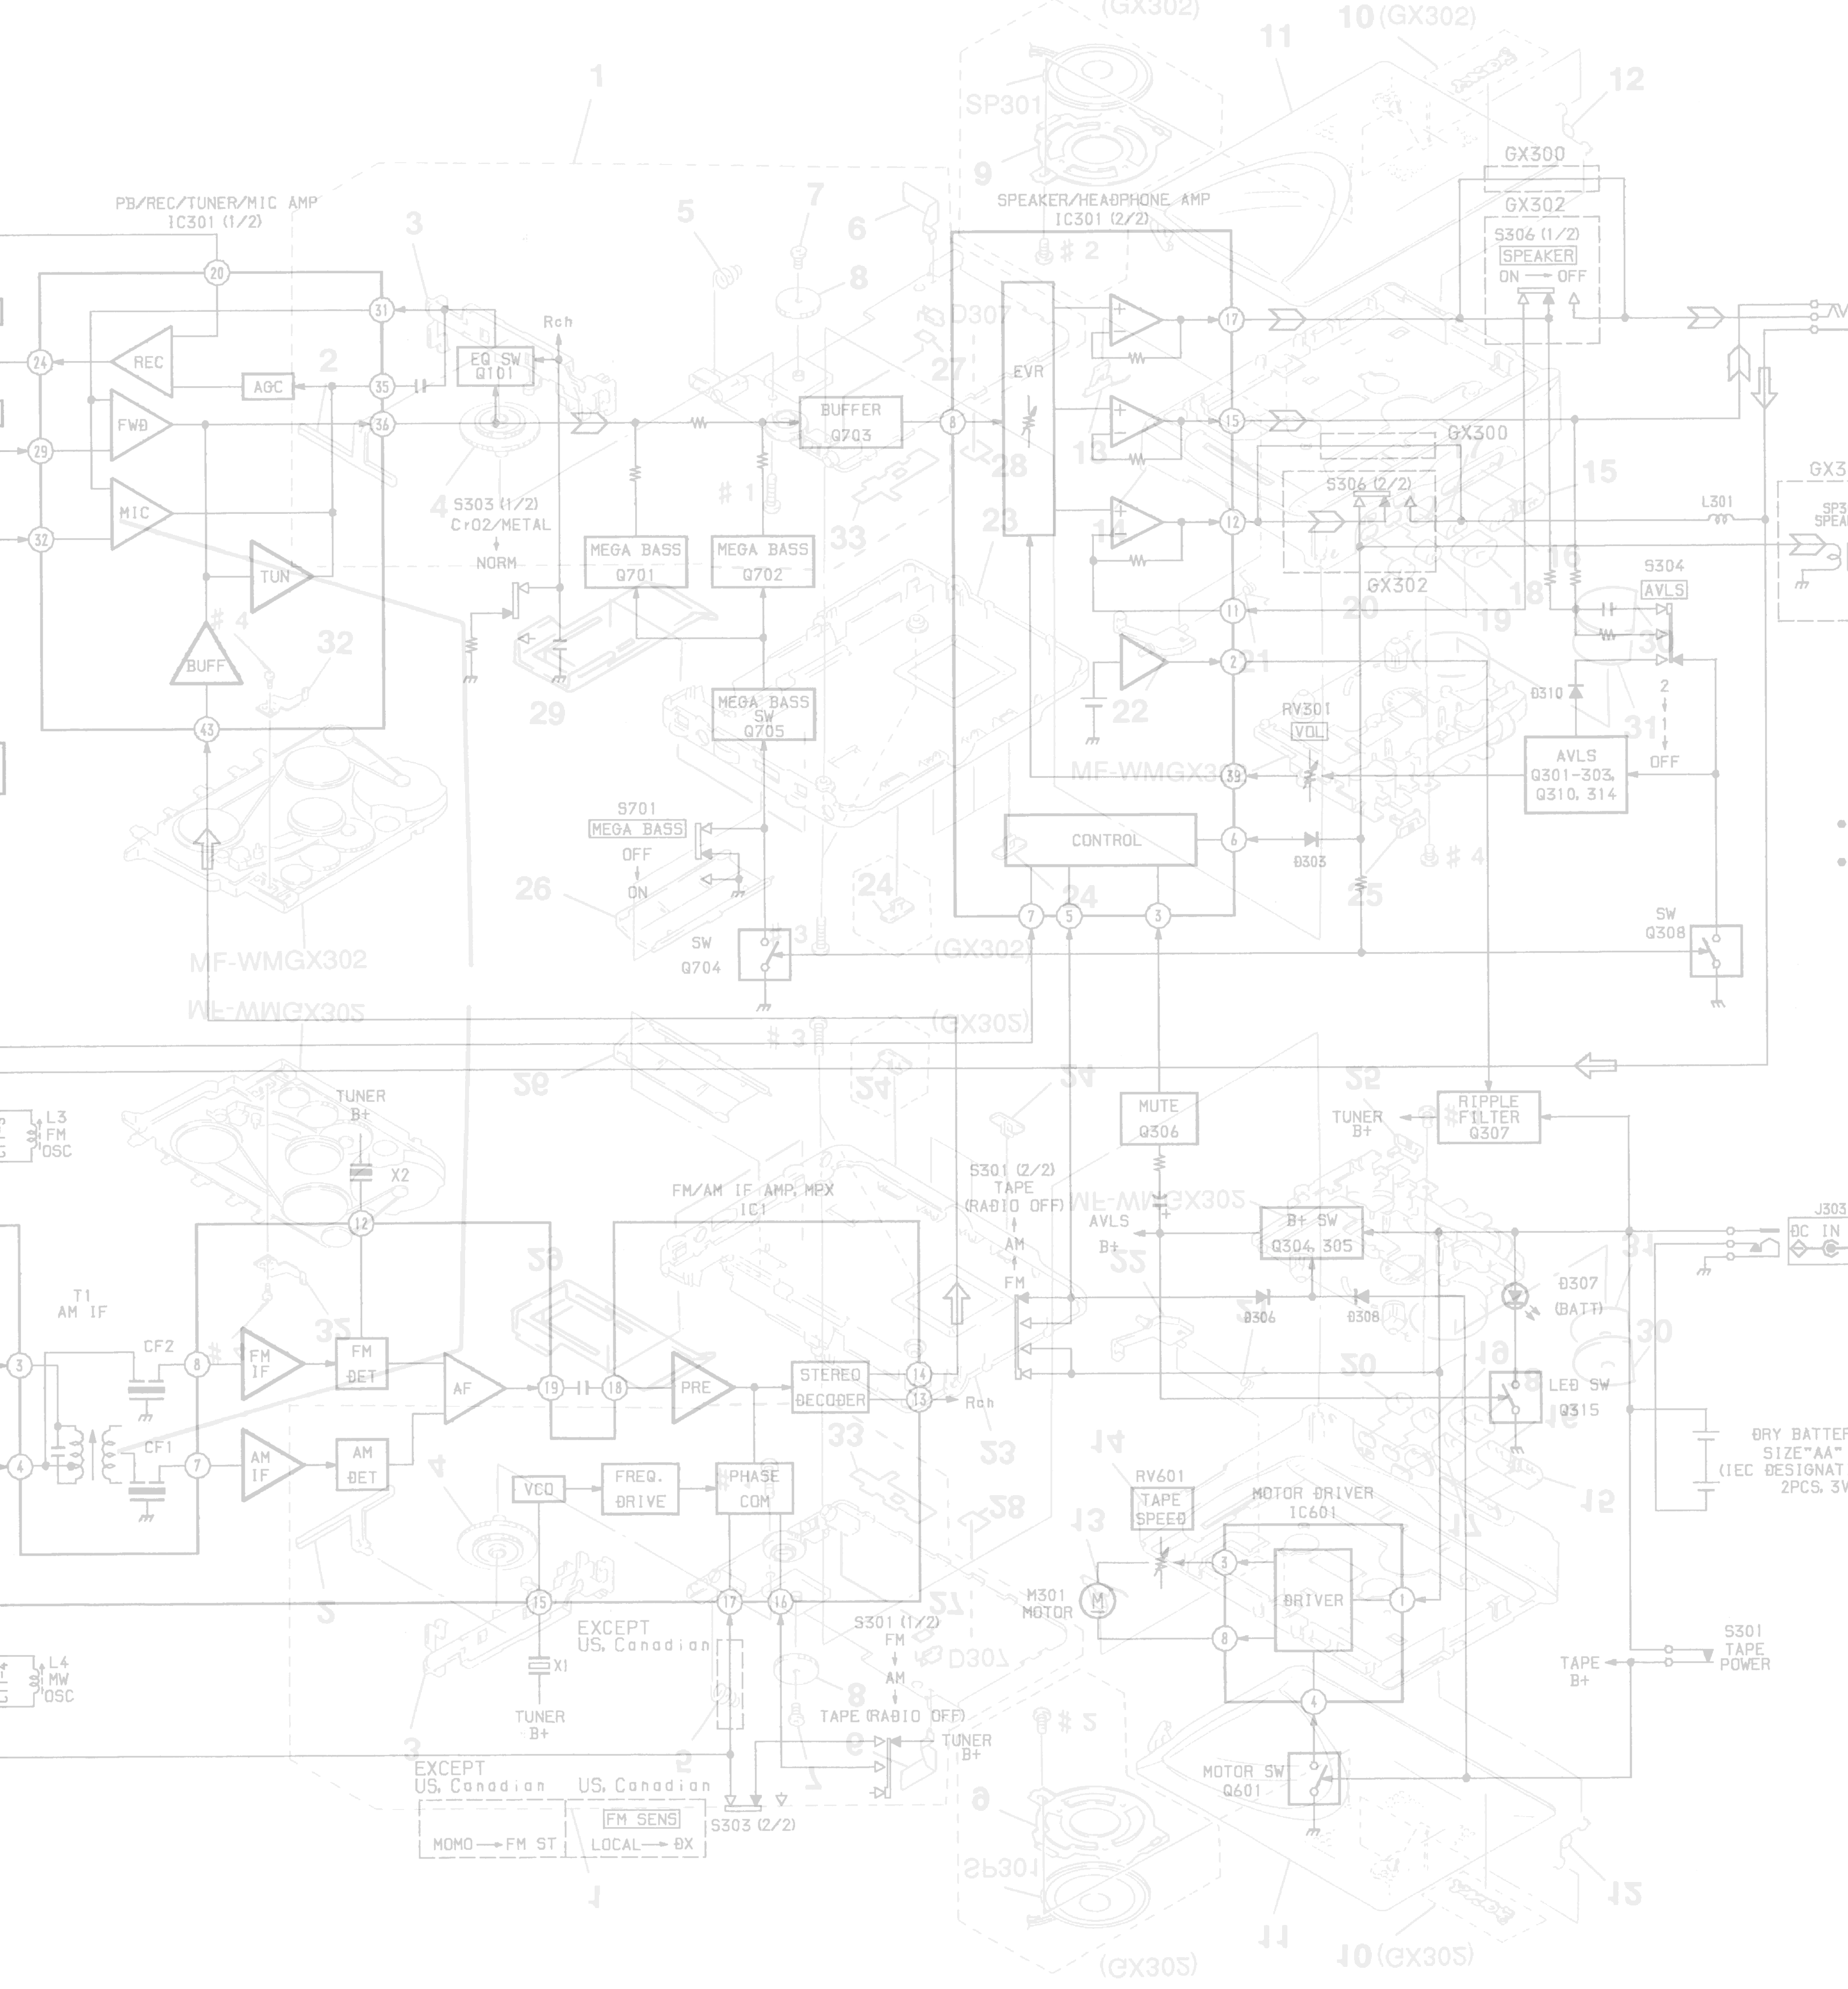 (GX302)
10 (GX302)
11
12
1
SP301
9
# 2
GX300
GX302
S306 (1/2)
SPEAKER
ON → OFF
PB/REC/TUNER/MIC AMP
IC301 (1/2)
3
5
7
6
8
SPEAKER/HEADPHONE AMP
IC301 (2/2)
20
31
24
REC
AGC
35
FWD
36
29
MIC
32
TUN
BUFF
43
2
Rch
EQ SW
Q101
4
# 1
BUFFER
Q703
8
D307
27
28
33
23
EVR
17
15
12
11
2
39
6
13
14
GX300
S306 (2/2)
GX302
17
15
16
18
19
20
21
22
L301
GX3
SP3
SPEA
S304
AVLS
30
31
D310
2
1
OFF
AVLS
Q301-303,
Q310, 314
RV301
VOL
MF-WMGX3
S303 (1/2)
CrO2/METAL
NORM
MEGA BASS
Q701
MEGA BASS
Q702
MEGA BASS
SW
Q705
# 4
32
29
S701
MEGA BASS
OFF
ON
26
24
CONTROL
7
5
3
24
D303
# 4
25
SW
Q704
# 3
(GX302)
SW
Q308
MF-WMGX302
MF-WMGX302
# 3
(GX302)
26
24
24
25
L3
FM
OSC
TUNER
B+
X2
12
MUTE
Q306
TUNER
B+
RIPPLE
FILTER
Q307
FM/AM IF AMP, MPX
IC1
S301 (2/2)
TAPE
(RADIO OFF)
AM
FM
MF-WMGX302
AVLS
B+
B+ SW
Q304, 305
J303
DC IN
T1
AM IF
29
22
31
D306
D308
D307
(BATT)
30
CF2
3
8
FM
IF
32
FM
DET
AF
19
18
PRE
STEREO
DECODER
14
13
Rch
20
19
LED SW
Q315
16
CF1
4
7
AM
IF
AM
DET
4
VCO
FREQ.
DRIVE
PHASE
COM
33
23
28
14
13
RV601
TAPE
SPEED
MOTOR DRIVER
IC601
17
15
DRY BATTER
SIZE"AA"
(IEC DESIGNAT
2PCS, 3V
2
15
17
16
27
D307
M301
MOTOR
M
3
8
DRIVER
1
4
EXCEPT
US, Canadian
S301 (1/2)
FM
AM
TAPE (RADIO OFF)
S301
TAPE
POWER
TAPE
B+
L4
MW
OSC
X1
TUNER
B+
3
5
8
7
6
TUNER
B+
# 2
EXCEPT
US, Canadian
US, Canadian
FM SENS
MOMO → FM ST
LOCAL → DX
S303 (2/2)
MOTOR SW
Q601
9
SP301
1
11
12
10 (GX302)
(GX302)